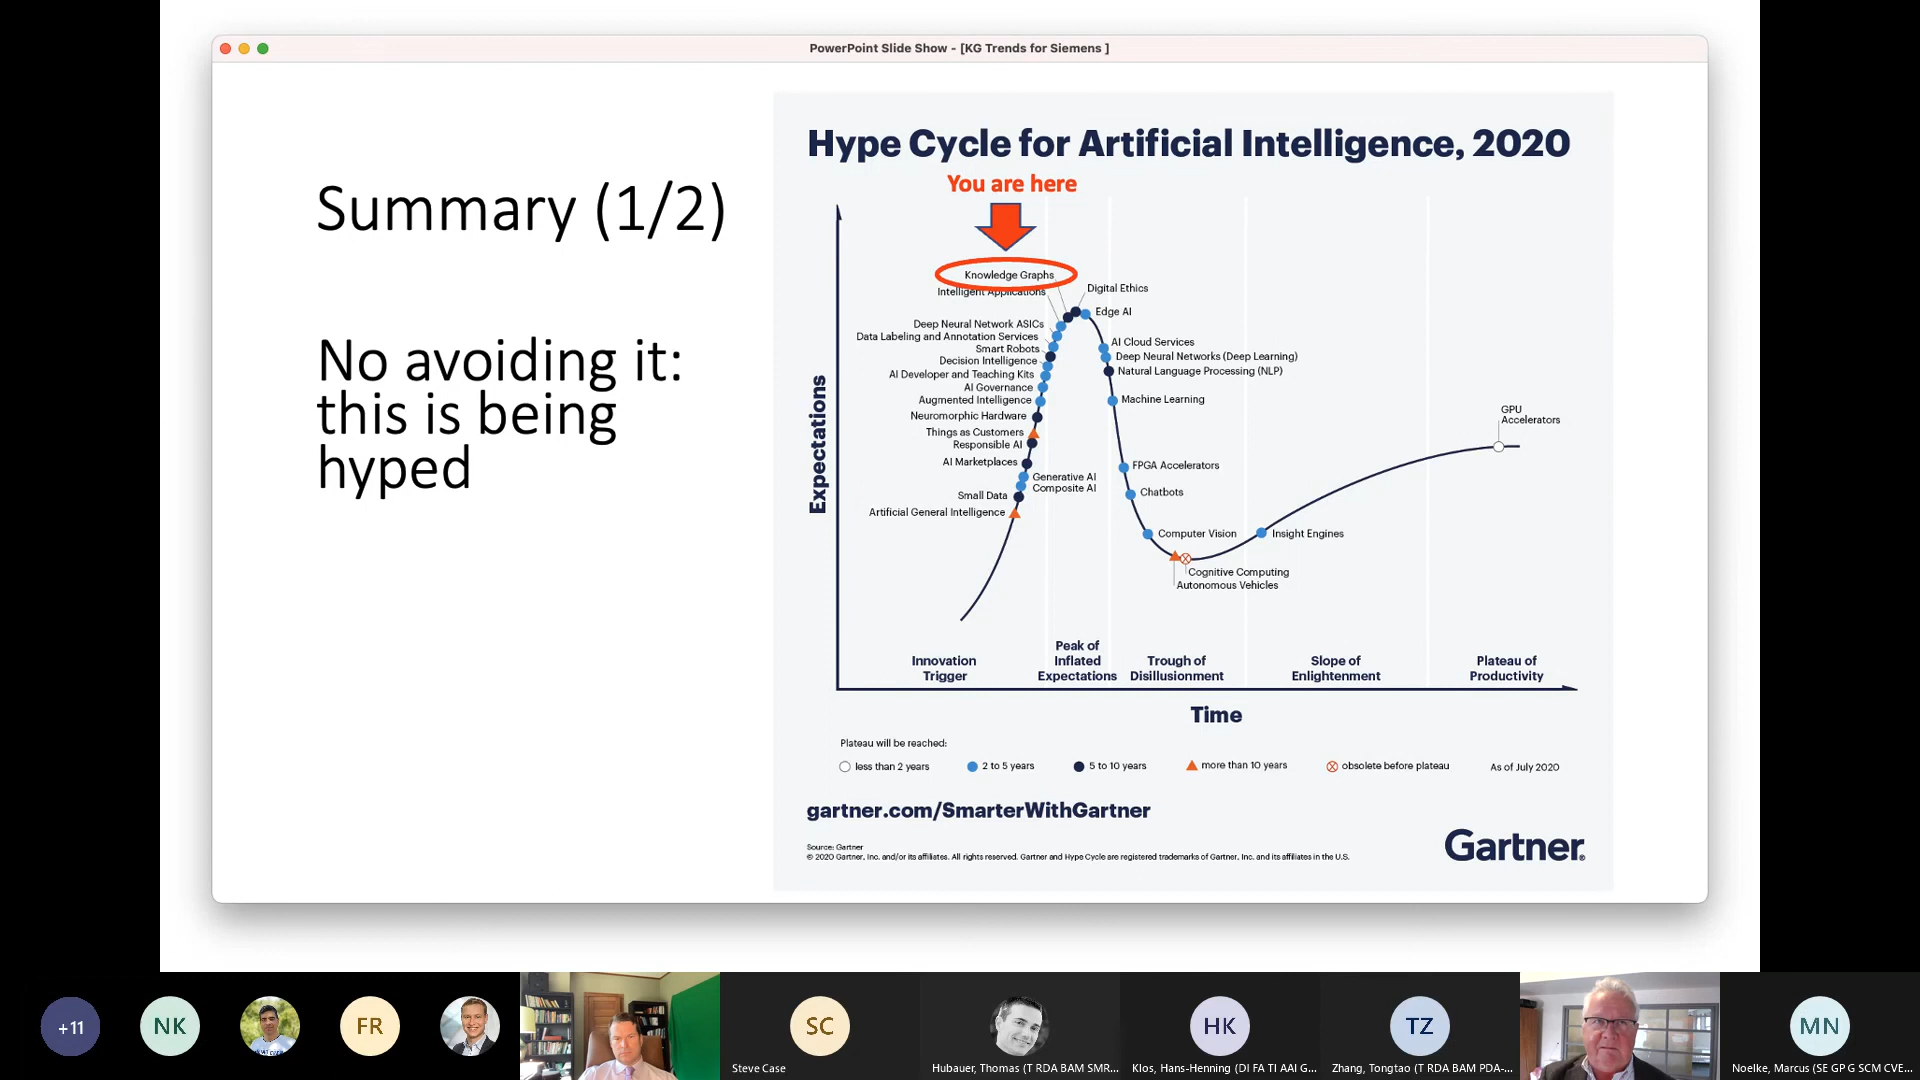 PowerPoint Slide Show - [KG Trends for Siemens ]
Summary (1/2)
No avoiding it:
this is being
hyped
Hype Cycle for Artificial Intelligence, 2020
You are here
Knowledge Graphs
Intelligent Applications
Deep Neural Network ASICs
Data Labeling and Annotation Services
Smart Robots
Decision Intelligence
AI Developer and Teaching Kits
AI Governance
Augmented Intelligence
Neuromorphic Hardware
Things as Customers
Responsible AI
AI Marketplaces
Generative AI
Composite AI
Small Data
Artificial General Intelligence
Digital Ethics
Edge AI
AI Cloud Services
Deep Neural Networks (Deep Learning)
Natural Language Processing (NLP)
Machine Learning
FPGA Accelerators
Chatbots
Computer Vision
Cognitive Computing
Autonomous Vehicles
Insight Engines
GPU
Accelerators
Expectations
Innovation
Trigger
Peak of
Inflated
Expectations
Trough of
Disillusionment
Slope of
Enlightenment
Plateau of
Productivity
Time
Plateau will be reached:
less than 2 years
2 to 5 years
5 to 10 years
more than 10 years
obsolete before plateau
As of July 2020
gartner.com/SmarterWithGartner
Source: Gartner
© 2020 Gartner, Inc. and/or its affiliates. All rights reserved. Gartner and Hype Cycle are registered trademarks of Gartner, Inc. and its affiliates in the U.S.
Gartner
+11
NK
FR
SC
HK
TZ
MN
Steve Case
Hubauer, Thomas (T RDA BAM SMR...
Klos, Hans-Henning (DI FA TI AAI G...
Zhang, Tongtao (T RDA BAM PDA-...
Noelke, Marcus (SE GP G SCM CVE...